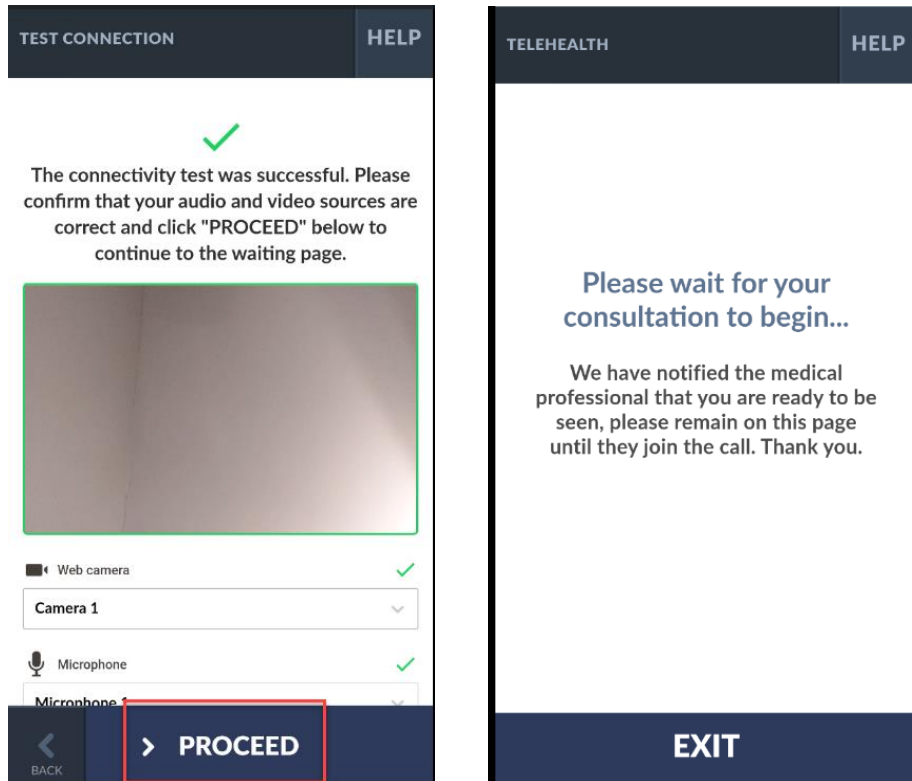 TEST CONNECTION
HELP
The connectivity test was successful. Please
confirm that your audio and video sources are
correct and click "PROCEED" below to
continue to the waiting page.
Web camera
Camera 1
Microphone
Microphone 1
BACK
PROCEED
TELEHEALTH
HELP
Please wait for your
consultation to begin...
We have notified the medical
professional that you are ready to be
seen, please remain on this page
until they join the call. Thank you.
EXIT